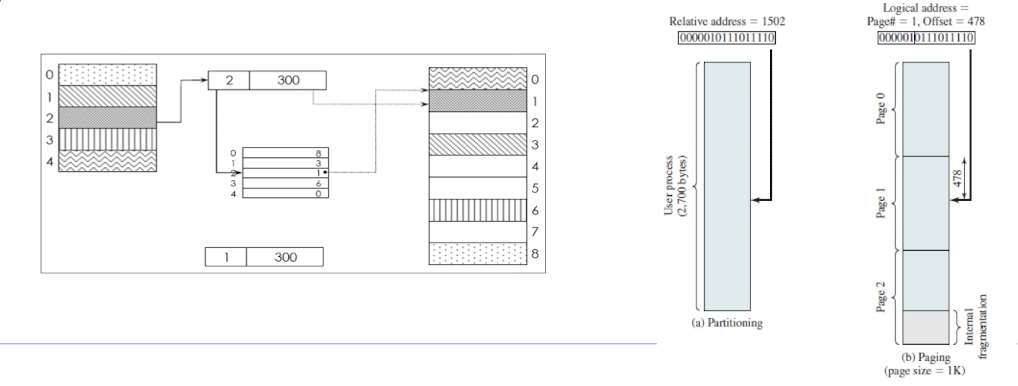 0
1
2
3
4
2 300
0 8
1 3
2 1
3 6
4 0
1 300
0
1
2
3
4
5
6
7
8
Relative address = 1502
0000010111011110
User process
(2,700 bytes)
(a) Partitioning
Logical address =
Page# = 1, Offset = 478
0000010111011110
Page 0
Page 1
Page 2
478
Internal
fragmentation
(b) Paging
(page size = 1K)